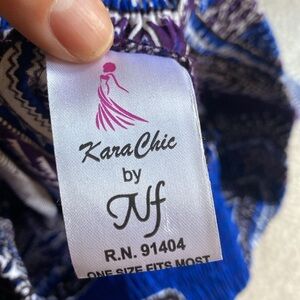 KaraChic
by
Nf
R.N. 91404
ONE SIZE FITS MOST